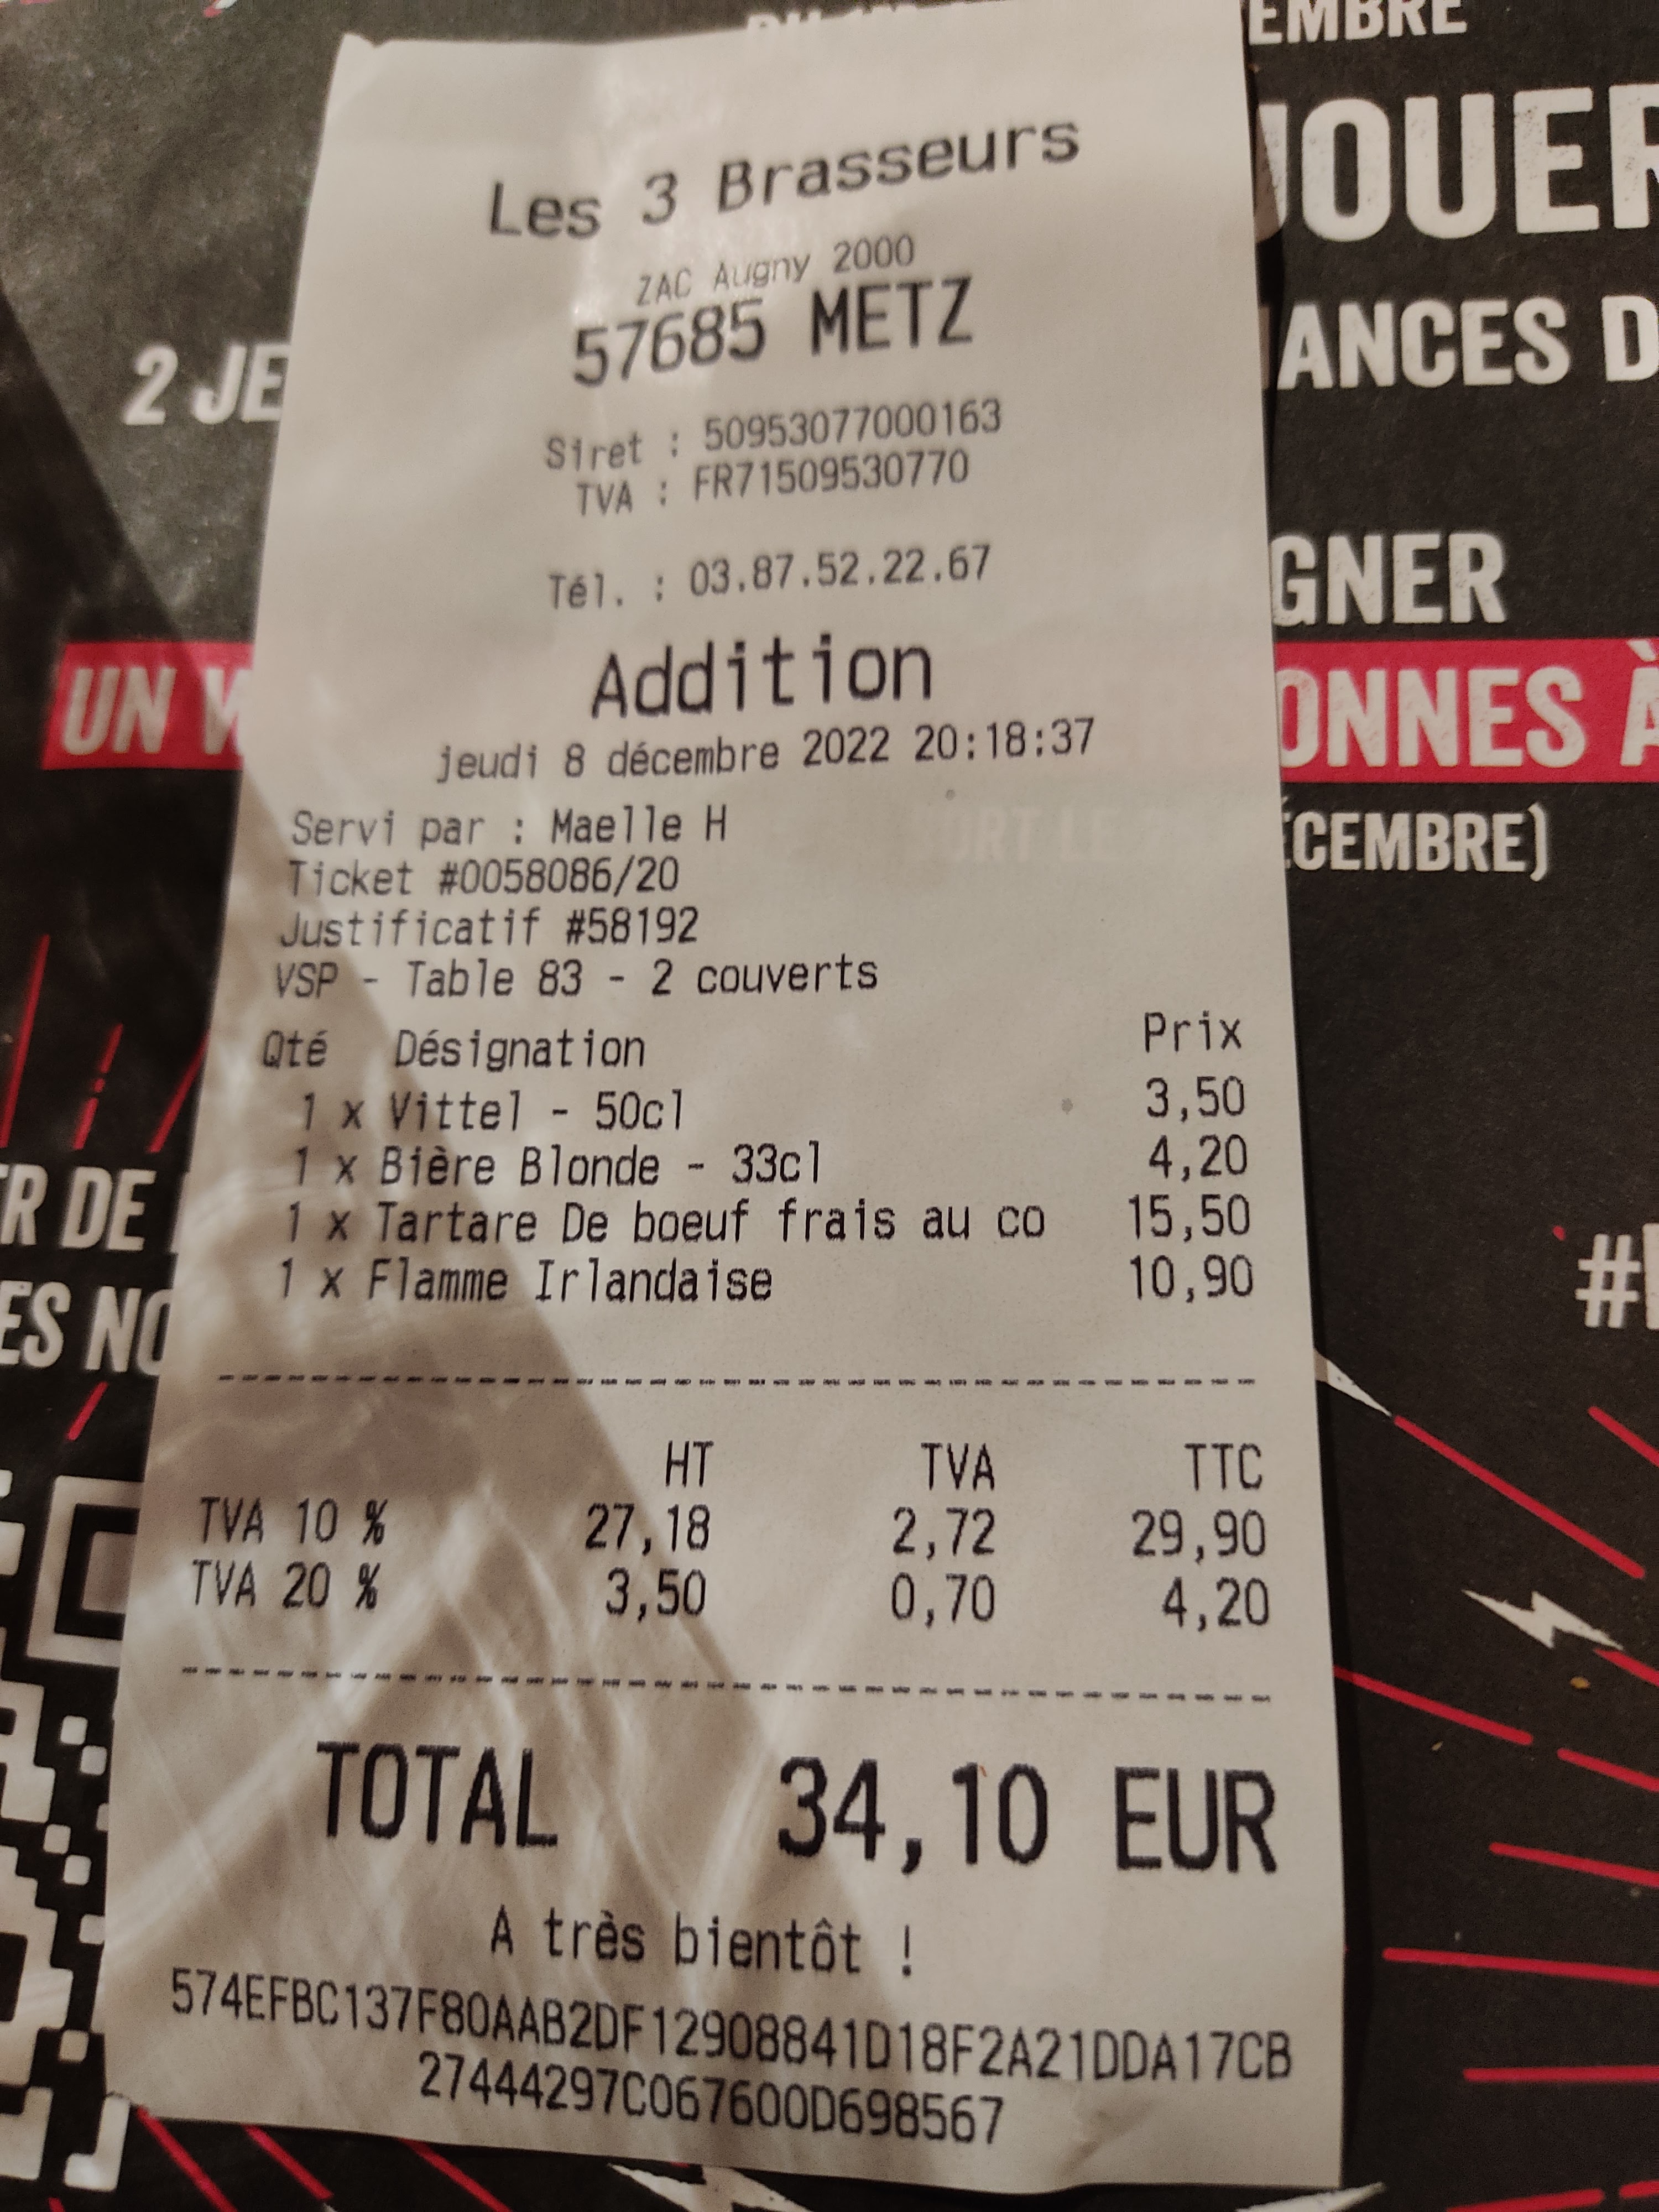 EMBRE
JOUER
2 JE
ANCES D
GNER
UN
ONNES À
ÉCEMBRE)
R DE
ES NO
#
Les 3 Brasseurs
ZAC Augny 2000
57685 METZ
Siret : 50953077000163
TVA : FR71509530770
Tél. : 03.87.52.22.67
Addition
jeudi 8 décembre 2022 20:18:37
Servi par : Maelle H
Ticket #0058086/20
Justificatif #58192
VSP - Table 83 - 2 couverts
Qté Désignation Prix
1 x Vittel - 50cl 3,50
1 x Bière Blonde - 33cl 4,20
1 x Tartare De boeuf frais au co 15,50
1 x Flamme Irlandaise 10,90
HT TVA TTC
TVA 10 % 27,18 2,72 29,90
TVA 20 % 3,50 0,70 4,20
TOTAL 34,10 EUR
A très bientôt !
574EFBC137F80AAB2DF12908841D18F2A21DDA17CB
27444297C067600D698567